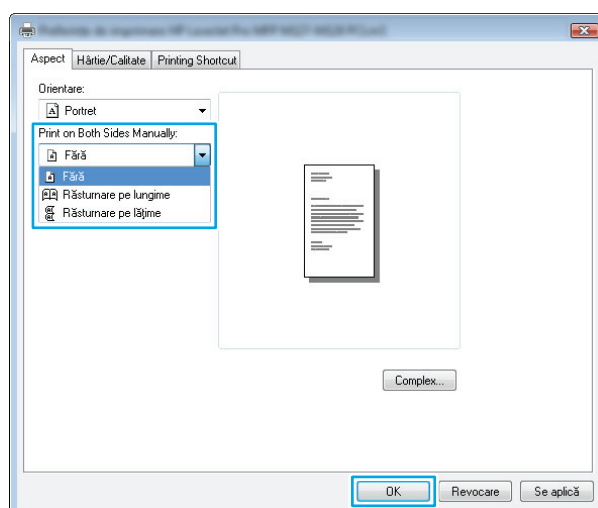 Aspect
Hârtie/Calitate
Printing Shortcut
Orientare:
Portret
Print on Both Sides Manually:
Fără
Fără
Răsturnare pe lungime
Răsturnare pe lăţime
Complex...
OK
Revocare
Se aplică